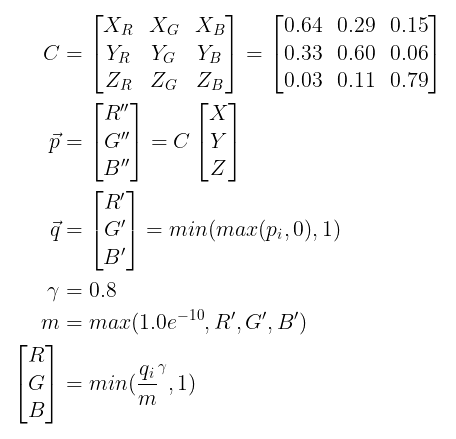 C = [X_R X_G X_B; Y_R Y_G Y_B; Z_R Z_G Z_B] = [0.64 0.29 0.15; 0.33 0.60 0.06; 0.03 0.11 0.79]
p⃗ = [R″; G″; B″] = C [X; Y; Z]
q⃗ = [R′; G′; B′] = min(max(p_i, 0), 1)
γ = 0.8
m = max(1.0e^{-10}, R′, G′, B′)
[R; G; B] = min(q_i/m^γ, 1)